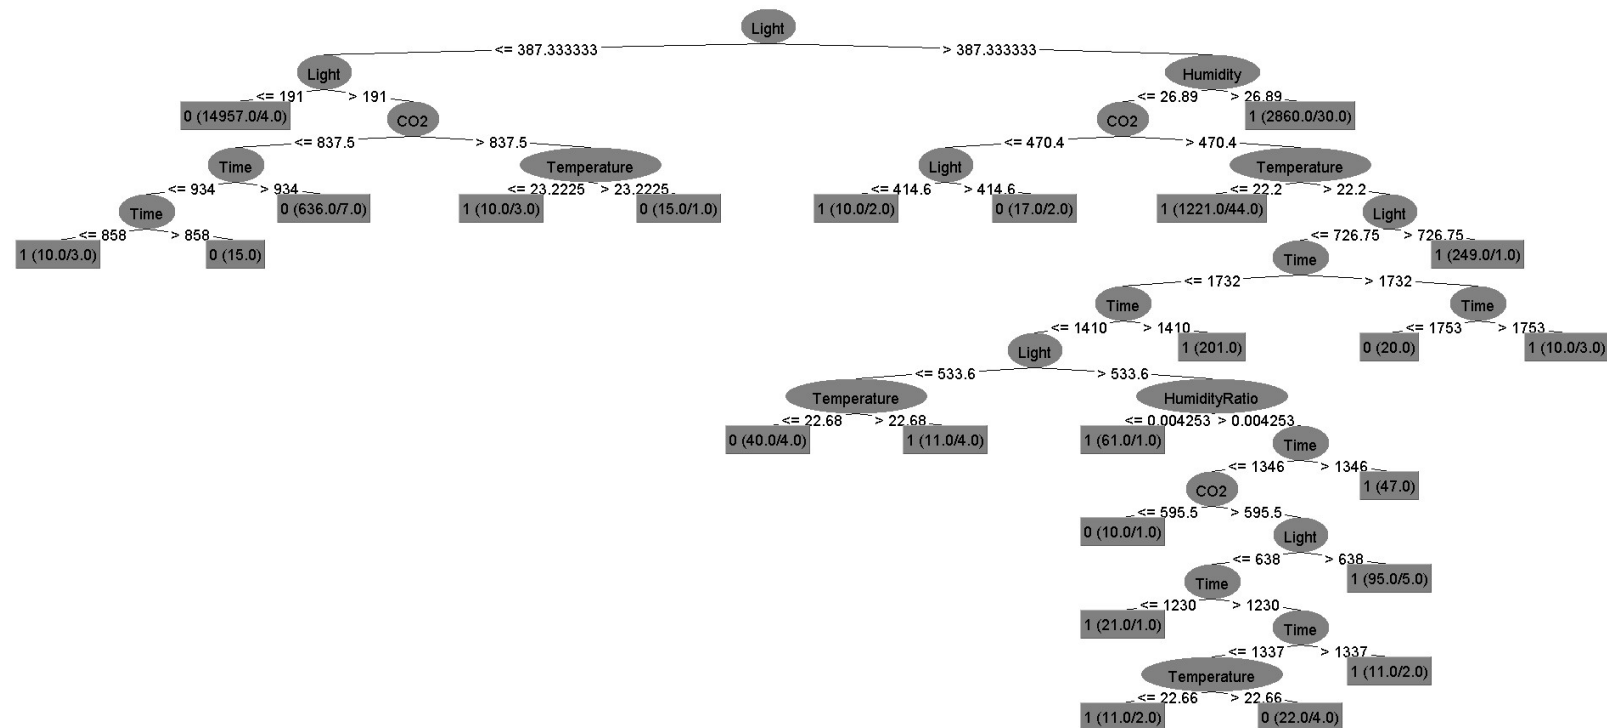 Light
<= 387.333333 > 387.333333
Light Humidity
<= 191 > 191 <= 26.89 > 26.89
0 (14957.0/4.0) CO2 CO2 1 (2860.0/30.0)
<= 837.5 > 837.5 <= 470.4 > 470.4
Time Temperature Light Temperature
<= 934 > 934 <= 23.2225 > 23.2225 <= 414.6 > 414.6 <= 22.2 > 22.2
Time 0 (636.0/7.0) 1 (10.0/3.0) 0 (15.0/1.0) 1 (10.0/2.0) 0 (17.0/2.0) 1 (1221.0/44.0) Light
<= 858 > 858 <= 726.75 > 726.75
1 (10.0/3.0) 0 (15.0) Time 1 (249.0/1.0)
<= 1732 > 1732
Time Time
<= 1410 > 1410 <= 1753 > 1753
Light 1 (201.0) 0 (20.0) 1 (10.0/3.0)
<= 533.6 > 533.6
Temperature HumidityRatio
<= 22.68 > 22.68 <= 0.004253 > 0.004253
0 (40.0/4.0) 1 (11.0/4.0) 1 (61.0/1.0) Time
<= 1346 > 1346
CO2 1 (47.0)
<= 595.5 > 595.5
0 (10.0/1.0) Light
<= 638 > 638
Time 1 (95.0/5.0)
<= 1230 > 1230
1 (21.0/1.0) Time
<= 1337 > 1337
Temperature 1 (11.0/2.0)
<= 22.66 > 22.66
1 (11.0/2.0) 0 (22.0/4.0)